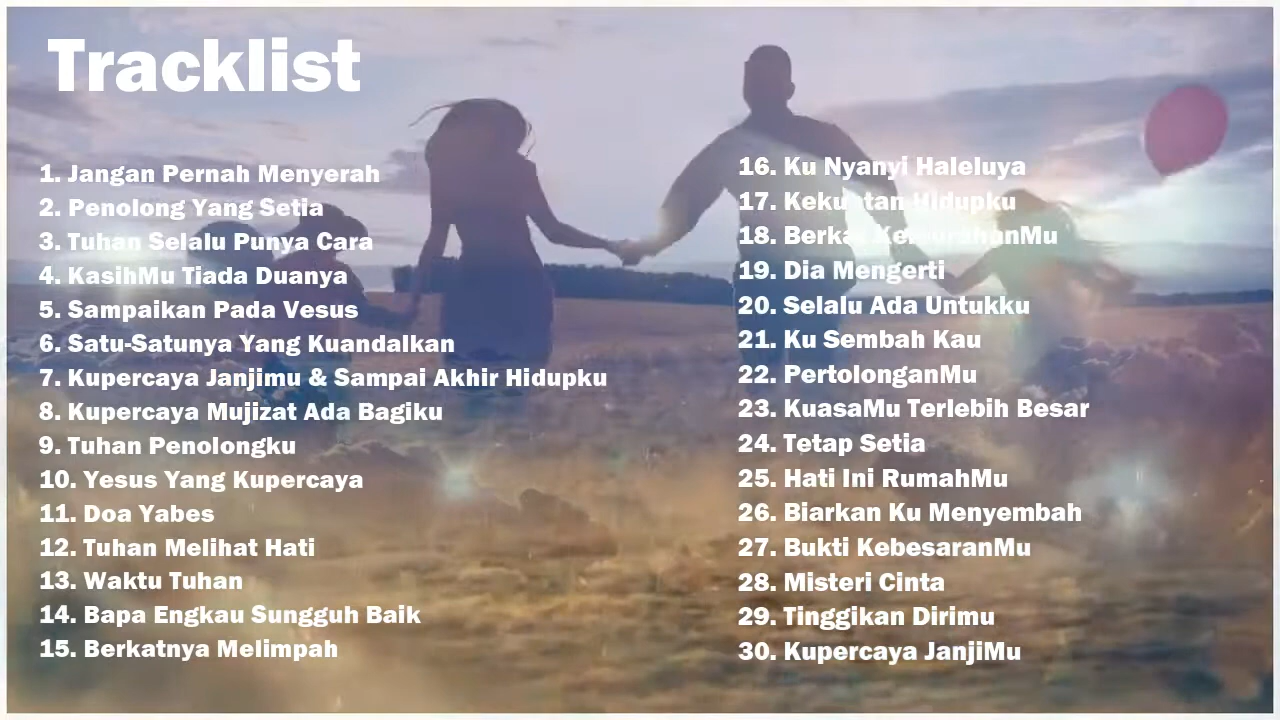 Tracklist
1. Jangan Pernah Menyerah
2. Penolong Yang Setia
3. Tuhan Selalu Punya Cara
4. KasihMu Tiada Duanya
5. Sampaikan Pada Vesus
6. Satu-Satunya Yang Kuandalkan
7. Kupercaya Janjimu & Sampai Akhir Hidupku
8. Kupercaya Mujizat Ada Bagiku
9. Tuhan Penolongku
10. Yesus Yang Kupercaya
11. Doa Yabes
12. Tuhan Melihat Hati
13. Waktu Tuhan
14. Bapa Engkau Sungguh Baik
15. Berkatnya Melimpah
16. Ku Nyanyi Haleluya
17. Kekuatan Hidupku
18.
19. Dia Mengerti
20. Selalu Ada Untukku
21. Ku Sembah Kau
22. PertolonganMu
23. KuasaMu Terlebih Besar
24. Tetap Setia
25. Hati Ini RumahMu
26. Biarkan Ku Menyembah
27. Bukti KebesaranMu
28. Misteri Cinta
29. Tinggikan Dirimu
30. Kupercaya JanjiMu